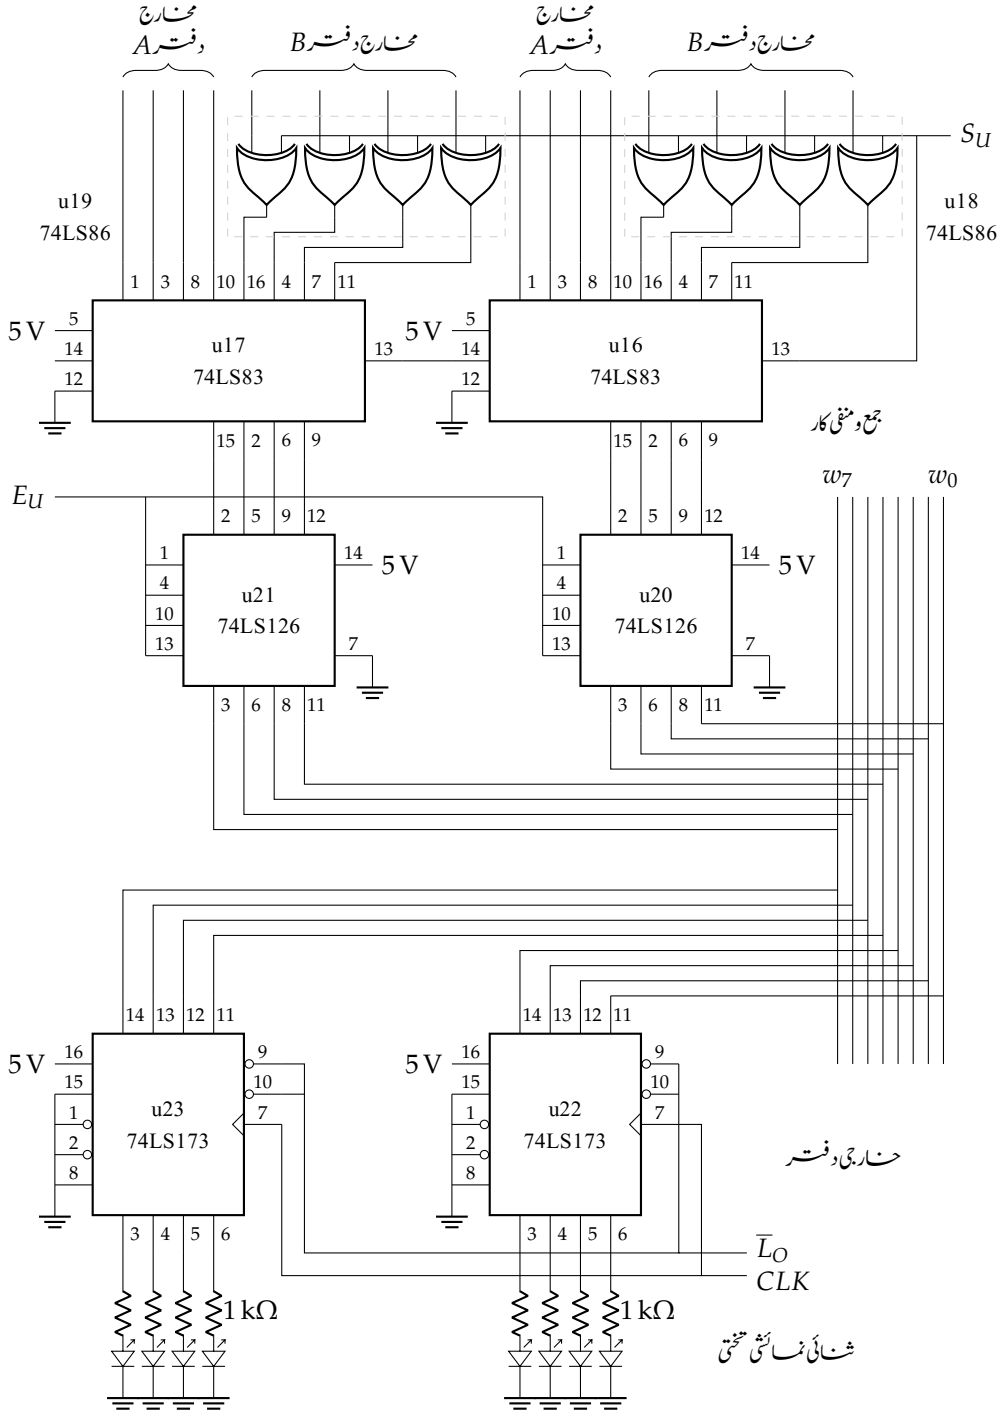 مخارج
دفتر A
مخارج دفتر B
مخارج
دفتر A
مخارج دفتر B
S_U
u19
74LS86
u18
74LS86
1 3 8 10 16 4 7 11
1 3 8 10 16 4 7 11
5 V 5
14
12
u17
74LS83
13
5 V 5
14
12
u16
74LS83
13
15 2 6 9
15 2 6 9
جمع و منفی کار
w7 w0
E_U
2 5 9 12
2 5 9 12
1
4
10
13
u21
74LS126
14 5 V
7
1
4
10
13
u20
74LS126
14 5 V
7
3 6 8 11
3 6 8 11
14 13 12 11
14 13 12 11
5 V 16
15
1
2
8
u23
74LS173
9
10
7
5 V 16
15
1
2
8
u22
74LS173
9
10
7
خارجی دفتر
3 4 5 6
3 4 5 6
L̅_O
CLK
1 kΩ
1 kΩ
ثنائی نمائشی تختی